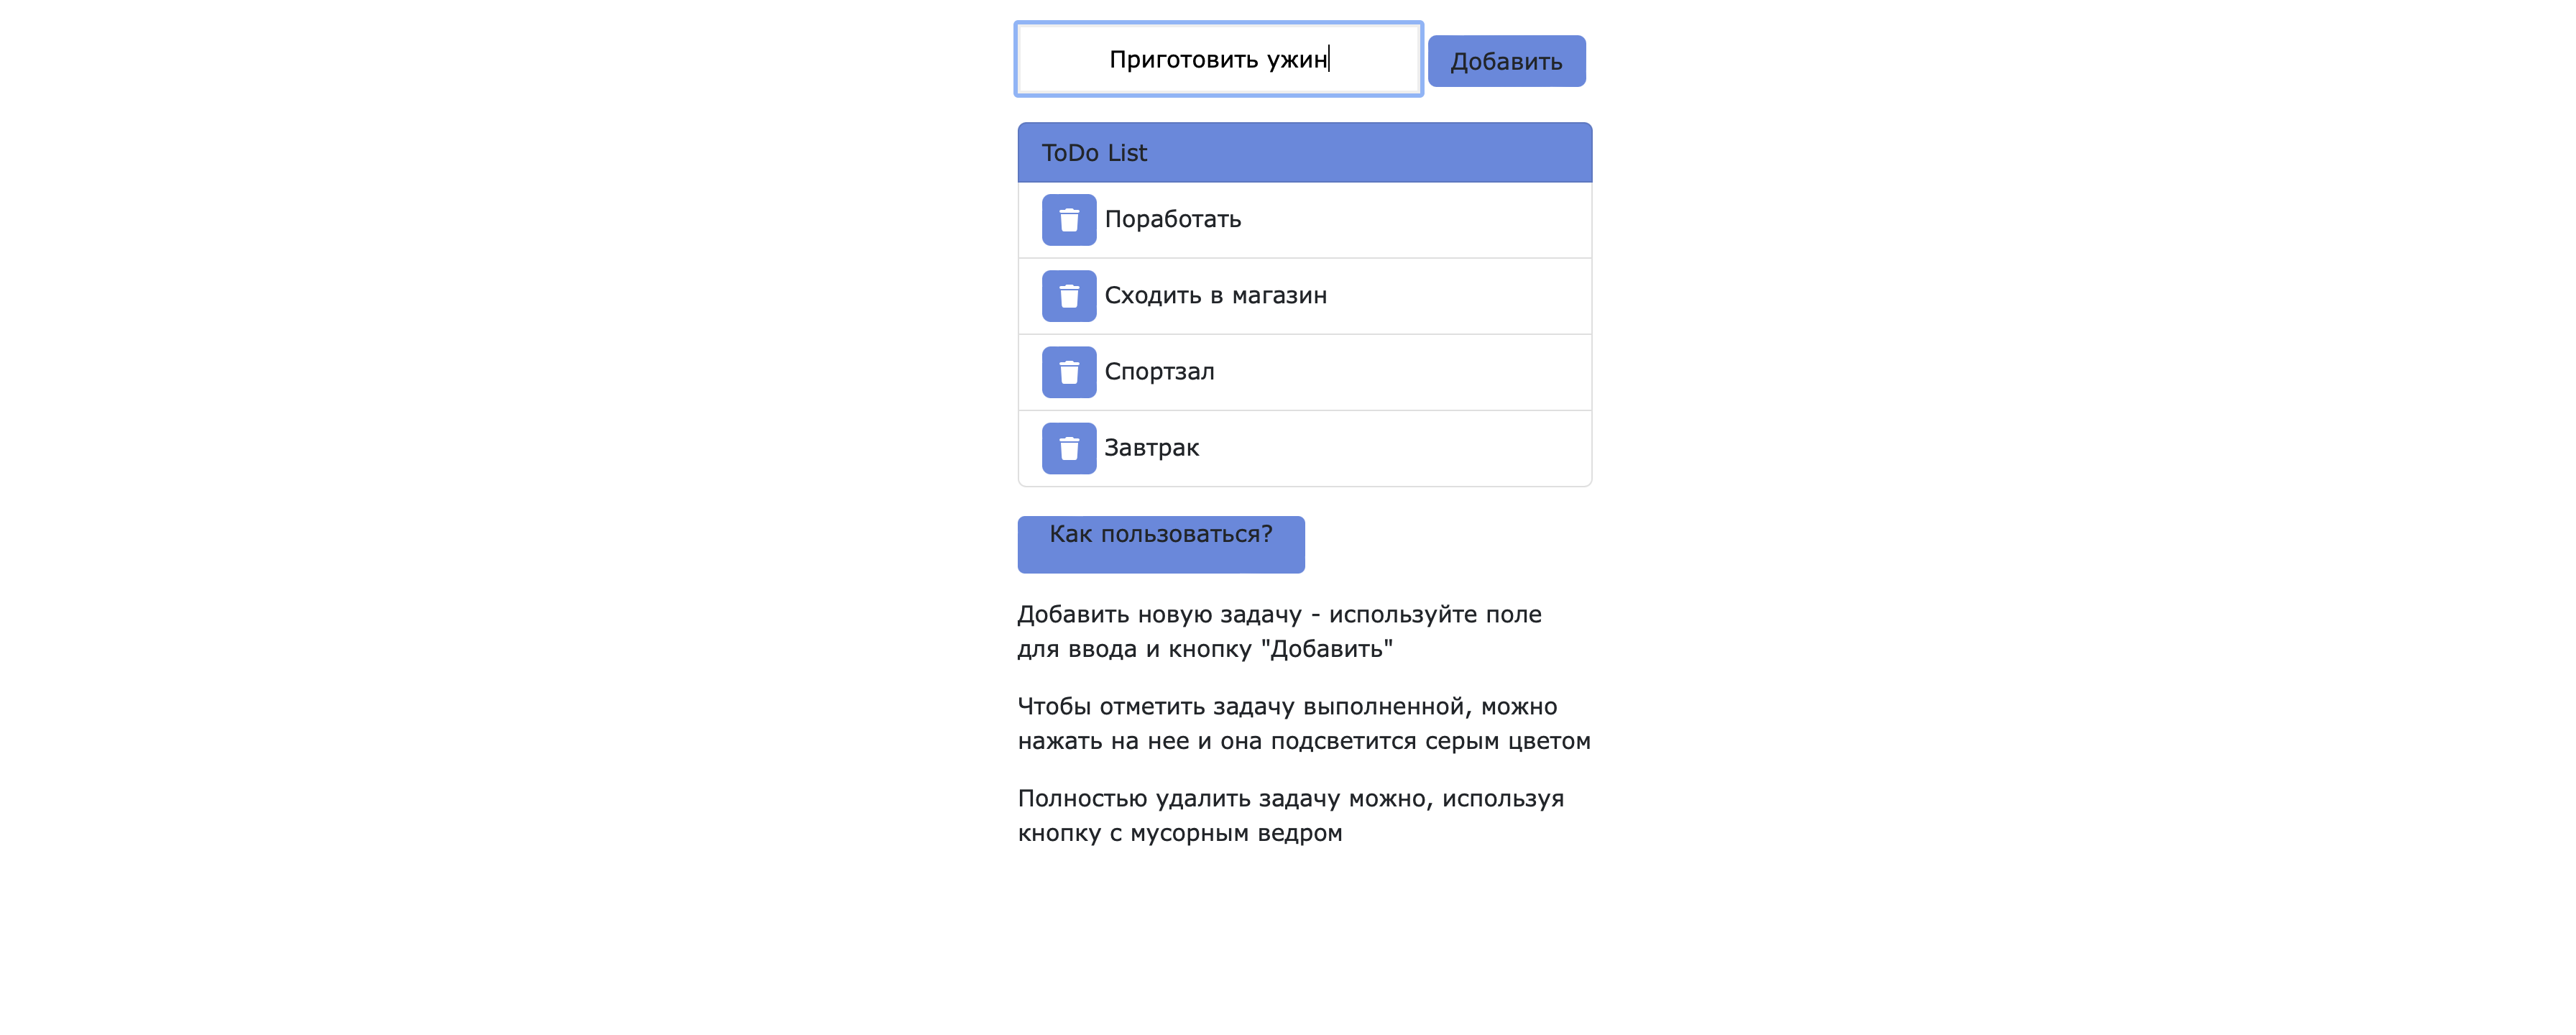 Приготовить ужин
Добавить
ToDo List
Поработать
Сходить в магазин
Спортзал
Завтрак
Как пользоваться?
Добавить новую задачу - используйте поле
для ввода и кнопку "Добавить"
Чтобы отметить задачу выполненной, можно
нажать на нее и она подсветится серым цветом
Полностью удалить задачу можно, используя
кнопку с мусорным ведром